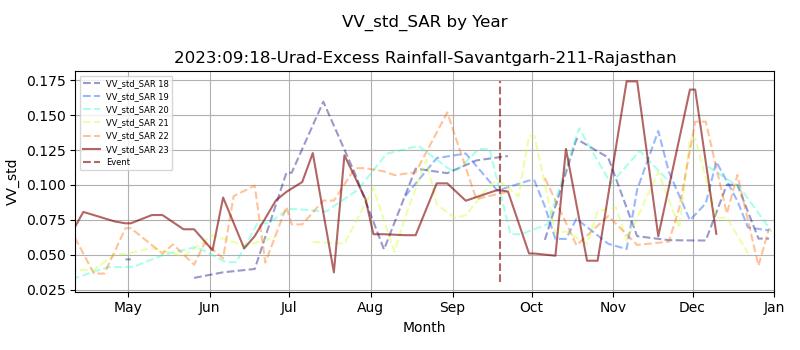 VV_std_SAR by Year
2023:09:18-Urad-Excess Rainfall-Savantgarh-211-Rajasthan
VV_std
0.175
0.150
0.125
0.100
0.075
0.050
0.025
VV_std_SAR 18
VV_std_SAR 19
VV_std_SAR 20
VV_std_SAR 21
VV_std_SAR 22
VV_std_SAR 23
Event
May Jun Jul Aug Sep Oct Nov Dec Jan
Month